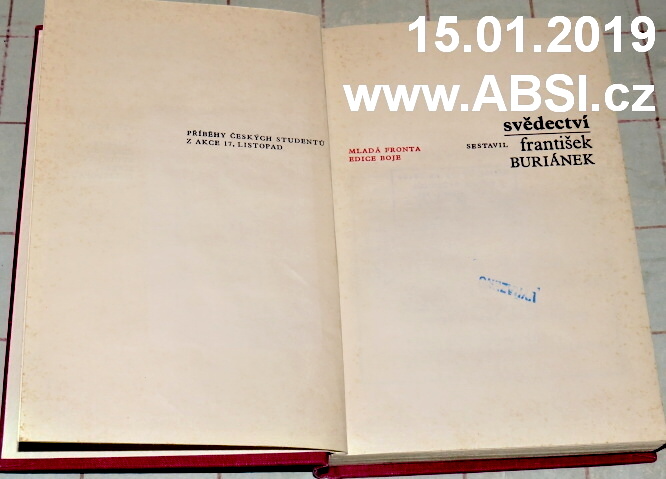 15.01.2019
www.ABSI.cz
PŘÍBĚHY ČESKÝCH STUDENTŮ
Z AKCE 17. LISTOPAD
svědectví
MLADÁ FRONTA
EDICE BOJE
SESTAVIL františek
BURIÁNEK